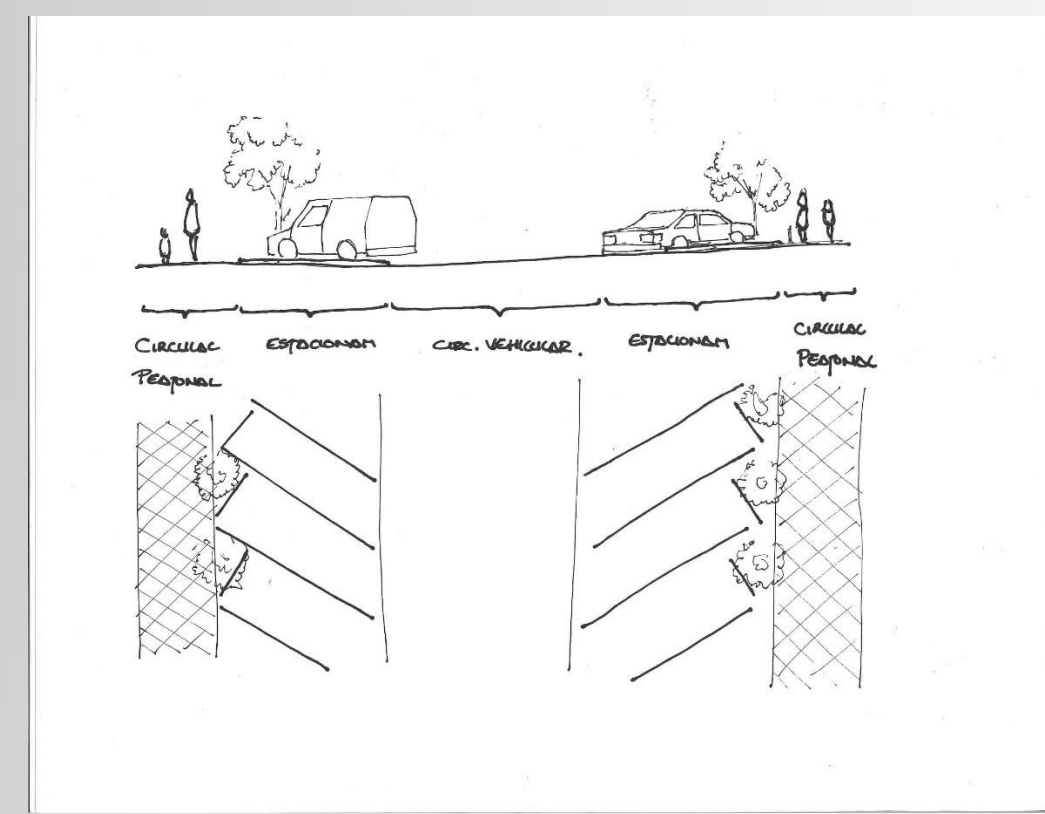 CIRCULAC
PEATONAL
ESTACIONAM
CIRC. VEHICULAR.
ESTACIONAM
CIRCULAC
PEATONAL